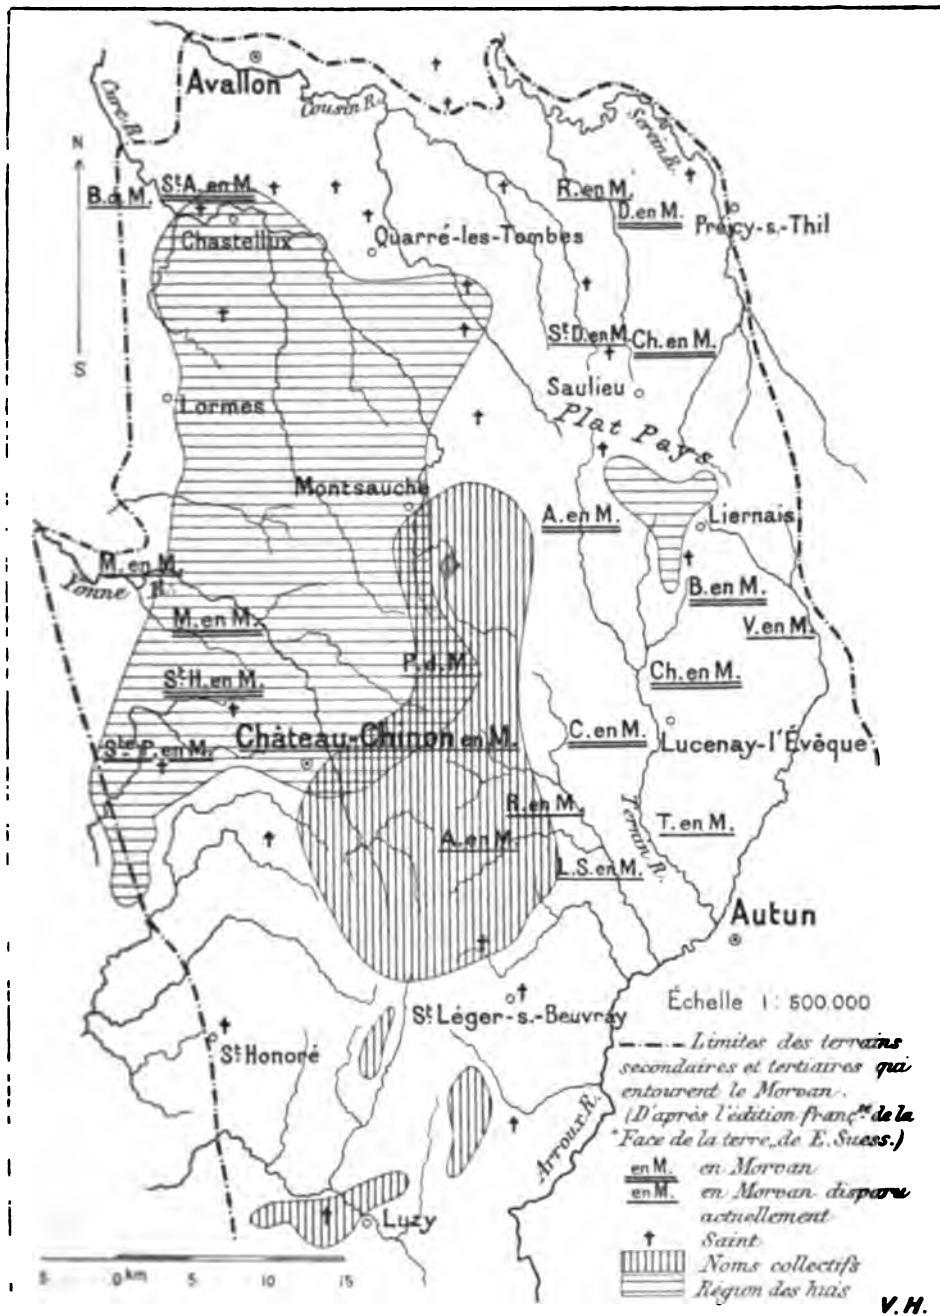 Avallon
Cousin R.
Cure R.
Serein R.
N
S
B.d.M.
St A. en M.
R. en M.
D. en M.
Chastellux
Quarré-les-Tombes
Précy-s.-Thil
St D. en M.
Ch. en M.
Saulieu
Lormes
Plat Pays
Montsauche
A. en M.
Liernais
M. en M.
Yonne
B. en M.
M. en M.
V. en M.
P. d. M.
Ch. en M.
St H. en M.
Château-Chinon en M.
C. en M.
Lucenay-l'Évêque
Ste P. en M.
R. en M.
Ternan R.
T. en M.
A. en M.
L.S. en M.
Autun
Échelle 1 : 500.000
St Léger-s.-Beuvray
St Honoré
Arroux R.
Luzy
Limites des terrains
secondaires et tertiaires qui
entourent le Morvan.
(D'après l'édition franç.se de la
"Face de la terre„ de E. Suess.)
en M. en Morvan
en M. en Morvan disparu
actuellement
Saint
Noms collectifs
Région des huis
5 0 km 5 10 15
V. H.